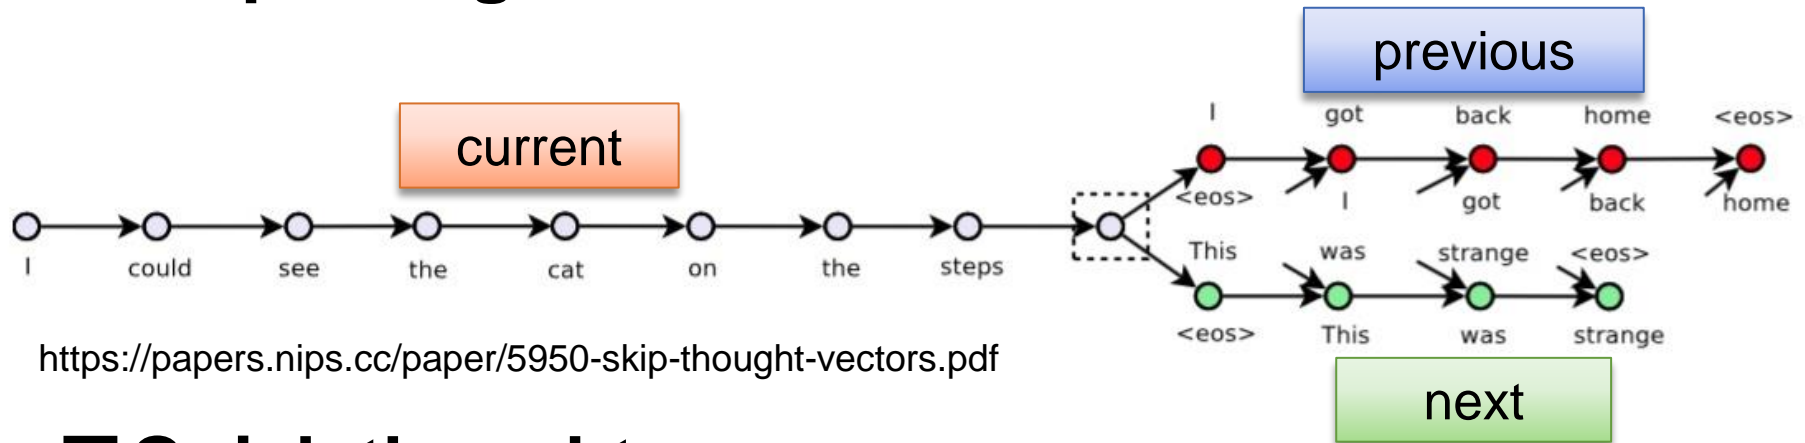 previous
I got back home <eos>
current
<eos> I got back home
This was strange <eos>
I could see the cat on the steps
<eos> This was strange
https://papers.nips.cc/paper/5950-skip-thought-vectors.pdf
next